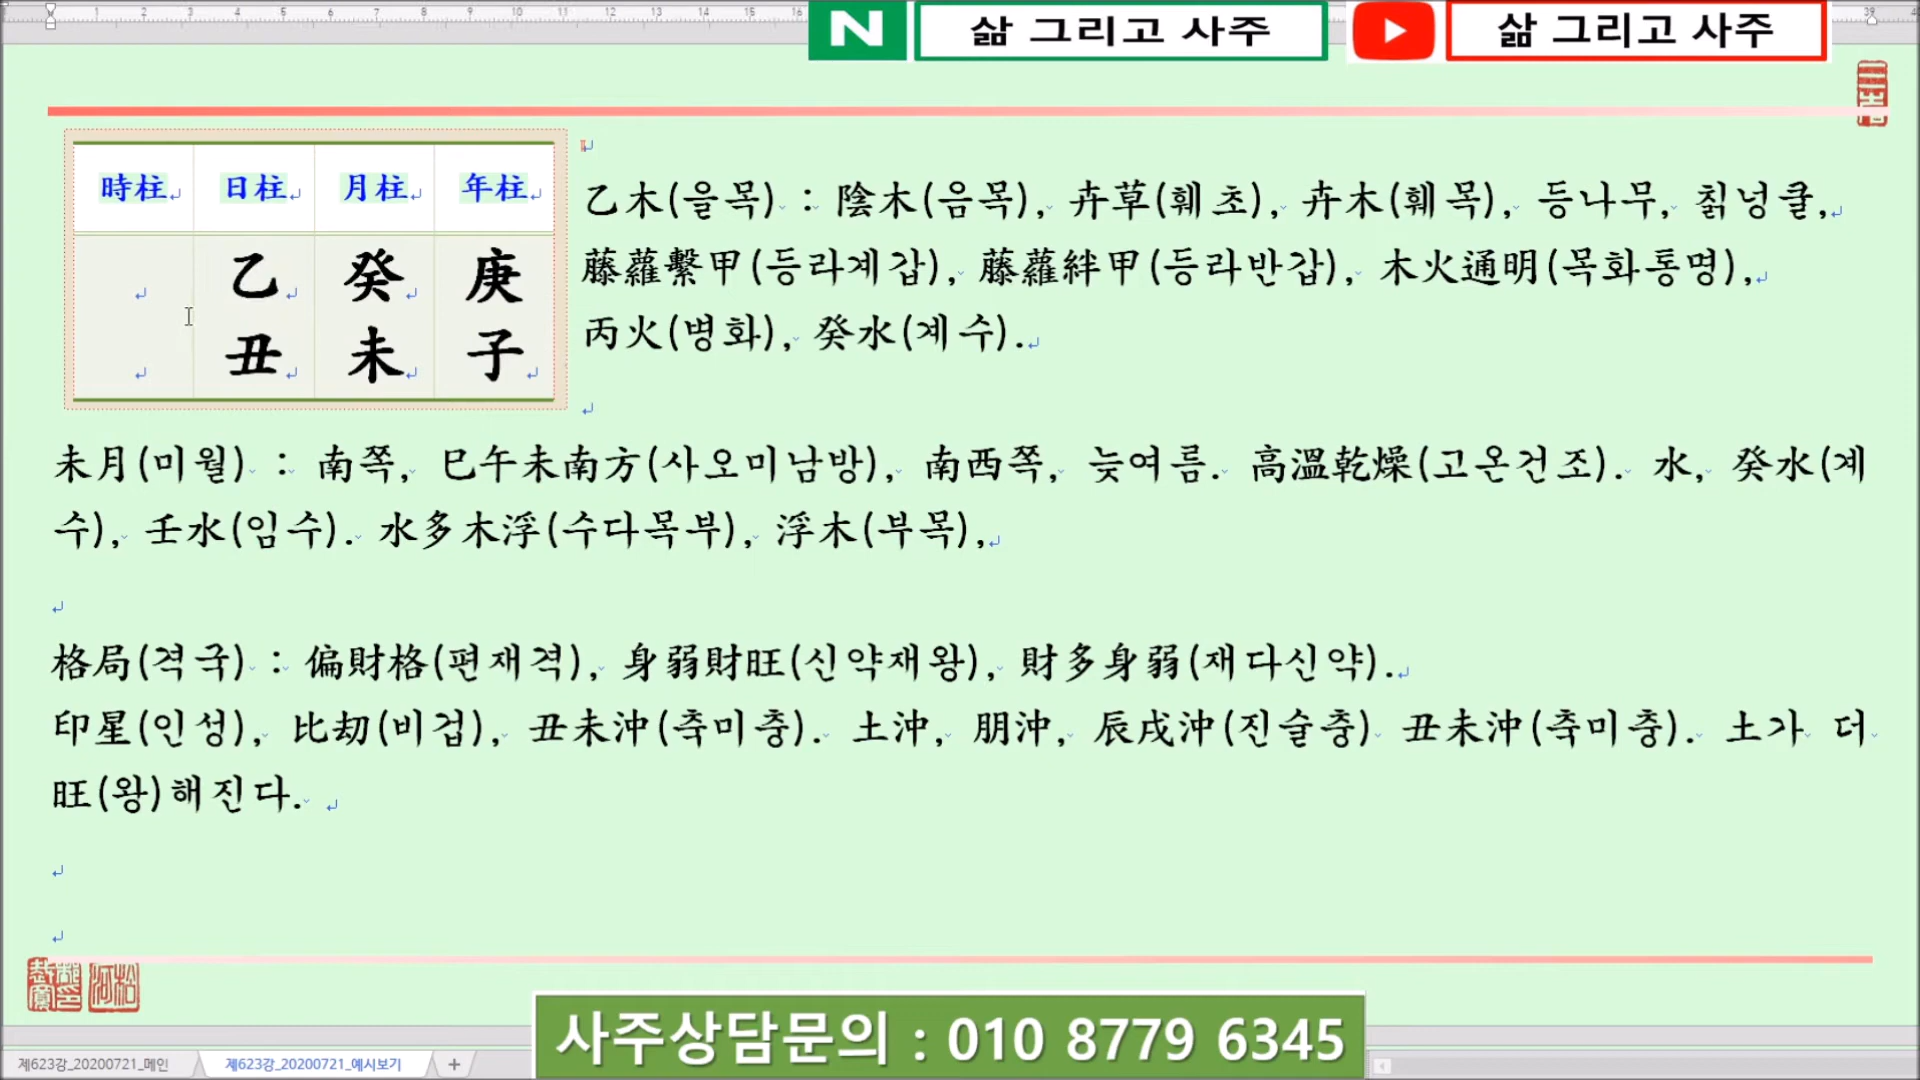 삶 그리고 사주
삶 그리고 사주
時柱 日柱 月柱 年柱
乙 癸 庚
丑 未 子
乙木(을목) : 陰木(음목), 卉草(훼초), 卉木(훼목), 등나무, 칡넝쿨,
藤蘿繫甲(등라계갑), 藤蘿絆甲(등라반갑), 木火通明(목화통명),
丙火(병화), 癸水(계수).
未月(미월) : 南쪽, 巳午未南方(사오미남방), 南西쪽, 늦여름. 高溫乾燥(고온건조). 水, 癸水(계
수), 壬水(임수). 水多木浮(수다목부), 浮木(부목),
格局(격국) : 偏財格(편재격), 身弱財旺(신약재왕), 財多身弱(재다신약).
印星(인성), 比劫(비겁), 丑未沖(축미충). 土沖, 朋沖, 辰戌沖(진술충) 丑未沖(축미충). 土가 더
旺(왕)해진다.
사주상담문의 : 010 8779 6345
제623강_20200721_메인 제623강_20200721_예시보기 +